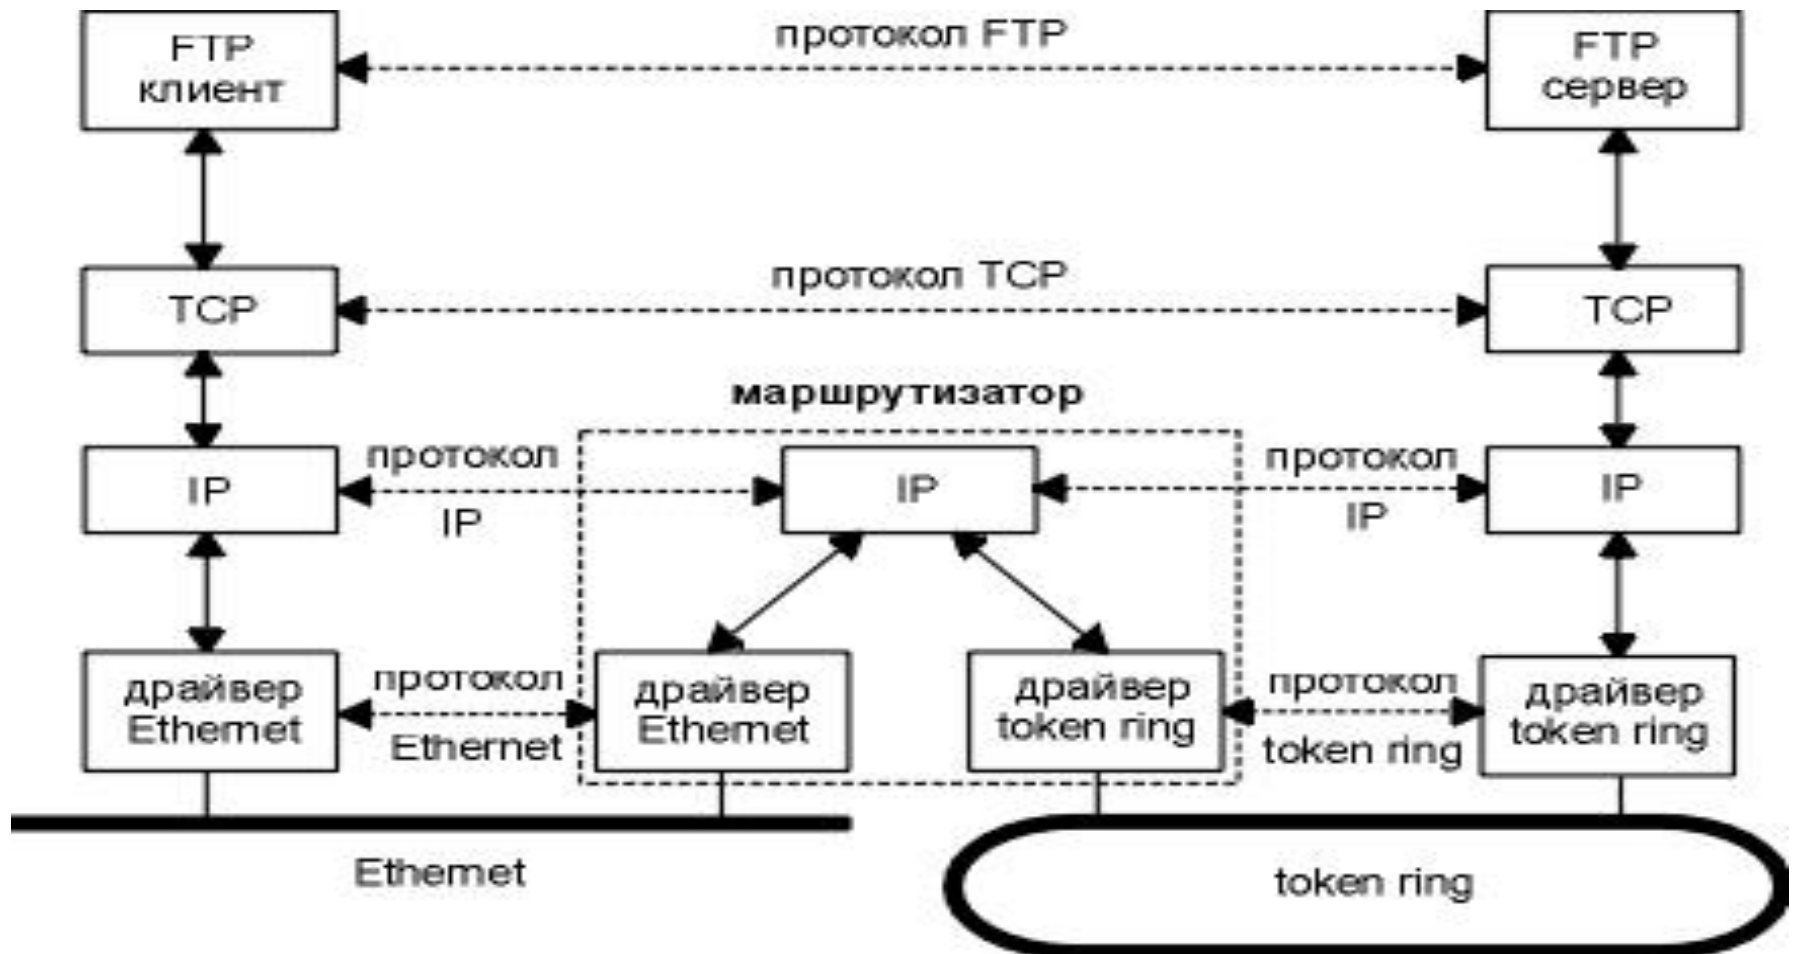 FTP
клиент
протокол FTP
FTP
сервер
TCP
протокол TCP
TCP
маршрутизатор
IP
протокол
IP
IP
протокол
IP
IP
драйвер
Ethernet
протокол
Ethernet
драйвер
Ethernet
драйвер
token ring
протокол
token ring
драйвер
token ring
Ethernet
token ring